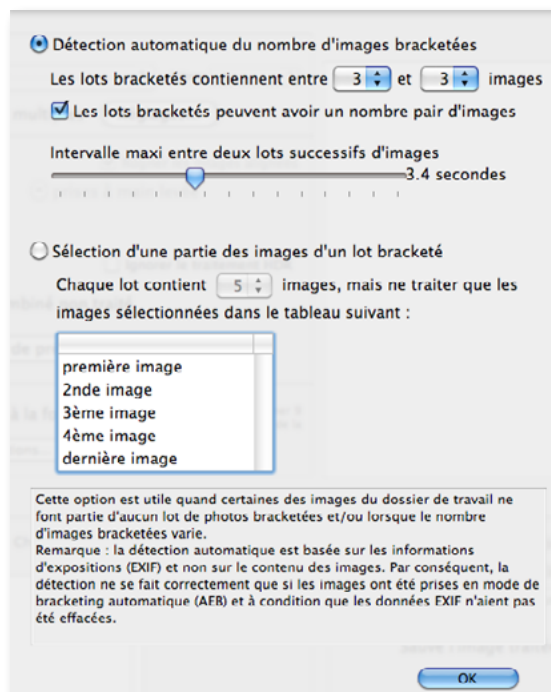 Détection automatique du nombre d'images bracketées
Les lots bracketés contiennent entre 3 et 3 images
Les lots bracketés peuvent avoir un nombre pair d'images
Intervalle maxi entre deux lots successifs d'images
3.4 secondes
Sélection d'une partie des images d'un lot bracketé
Chaque lot contient 5 images, mais ne traiter que les
images sélectionnées dans le tableau suivant :
première image
2nde image
3ème image
4ème image
dernière image
Cette option est utile quand certaines des images du dossier de travail ne
font partie d'aucun lot de photos bracketées et/ou lorsque le nombre
d'images bracketées varie.
Remarque : la détection automatique est basée sur les informations
d'expositions (EXIF) et non sur le contenu des images. Par conséquent, la
détection ne se fait correctement que si les images ont été prises en mode de
bracketing automatique (AEB) et à condition que les données EXIF n'aient pas
été effacées.
OK